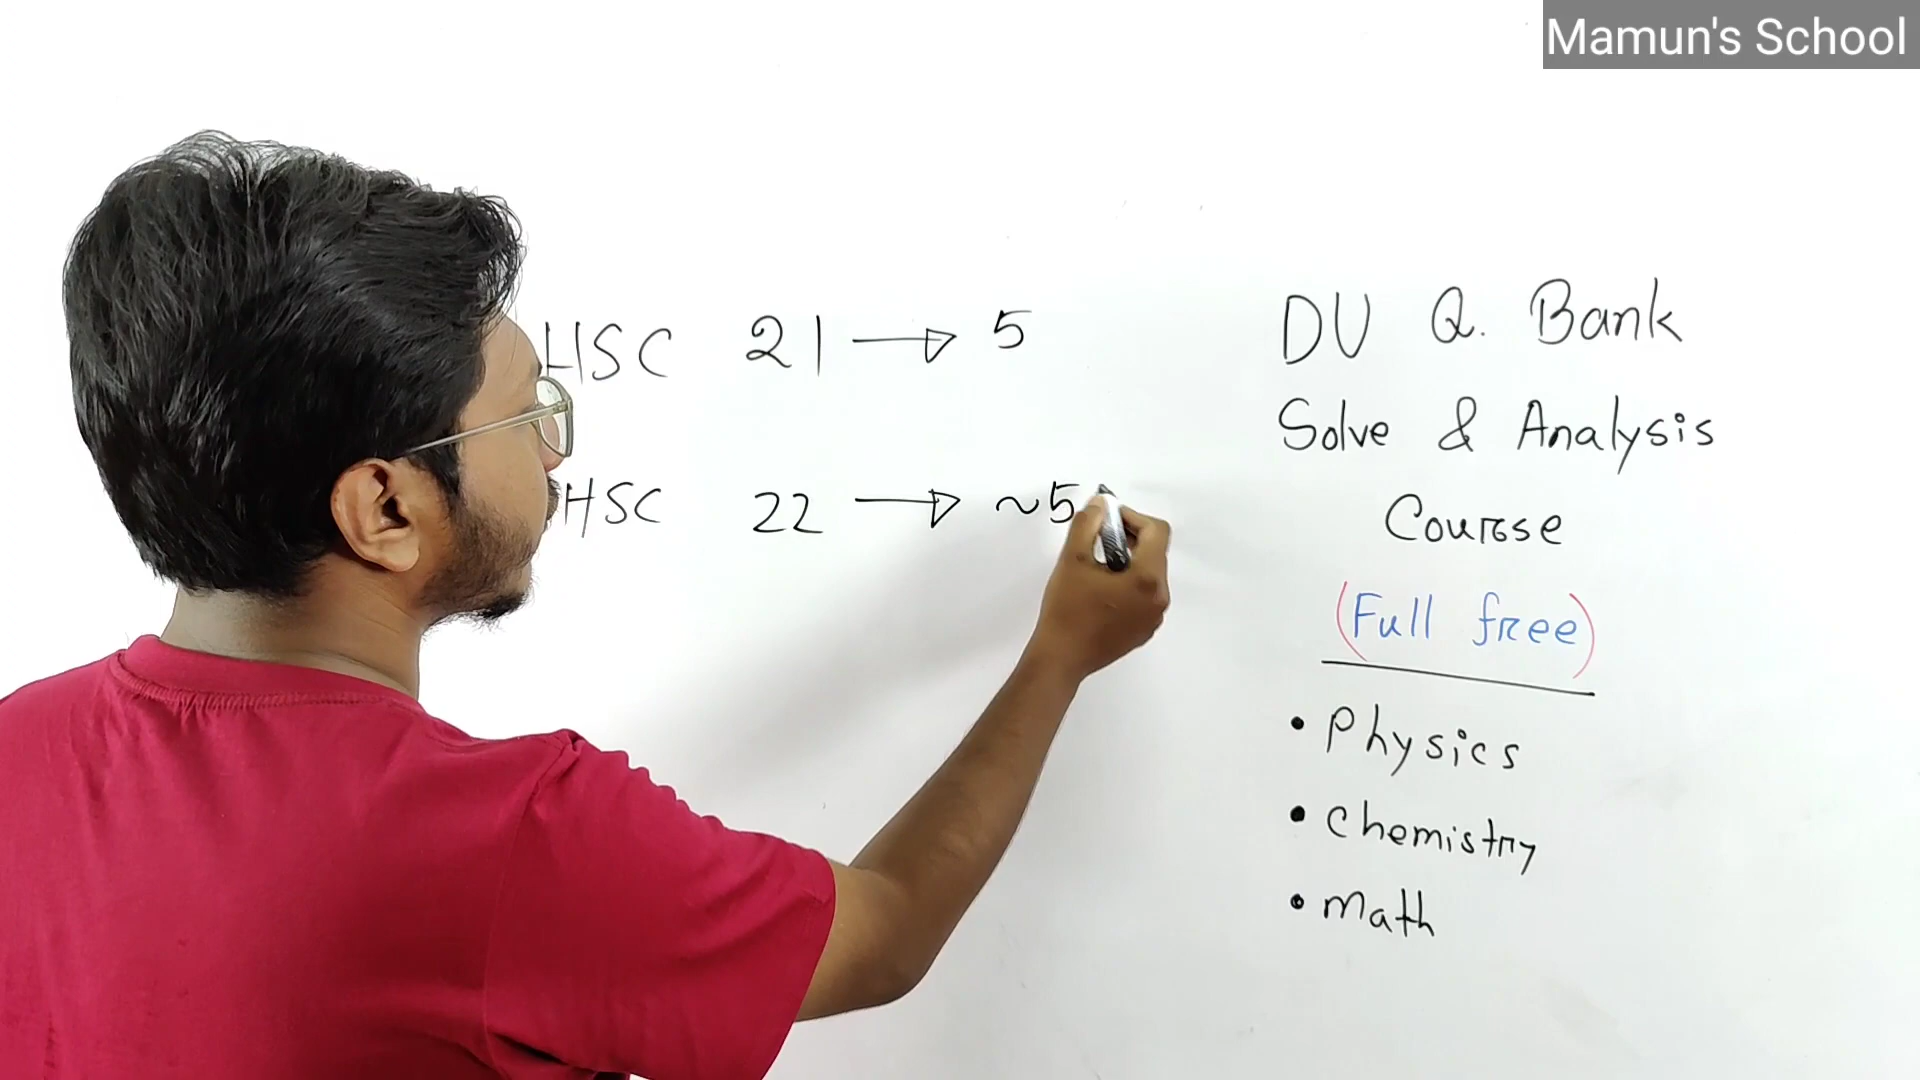 Mamun's School
HSC 21 → 5
HSC 22 → ~5
DU Q. Bank
Solve & Analysis
Course
(Full free)
• Physics
• Chemistry
• Math